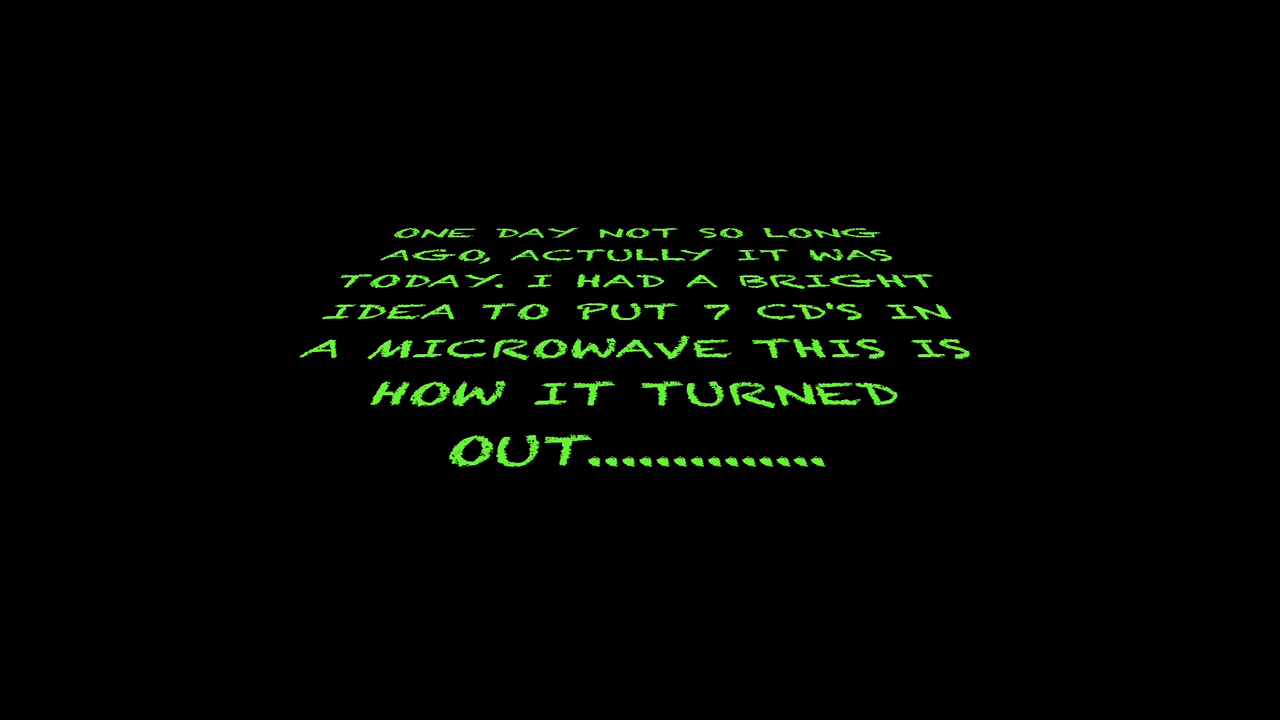 ONE DAY NOT SO LONG
AGO, ACTULLY IT WAS
TODAY. I HAD A BRIGHT
IDEA TO PUT 7 CD'S IN
A MICROWAVE THIS IS
HOW IT TURNED
OUT..............